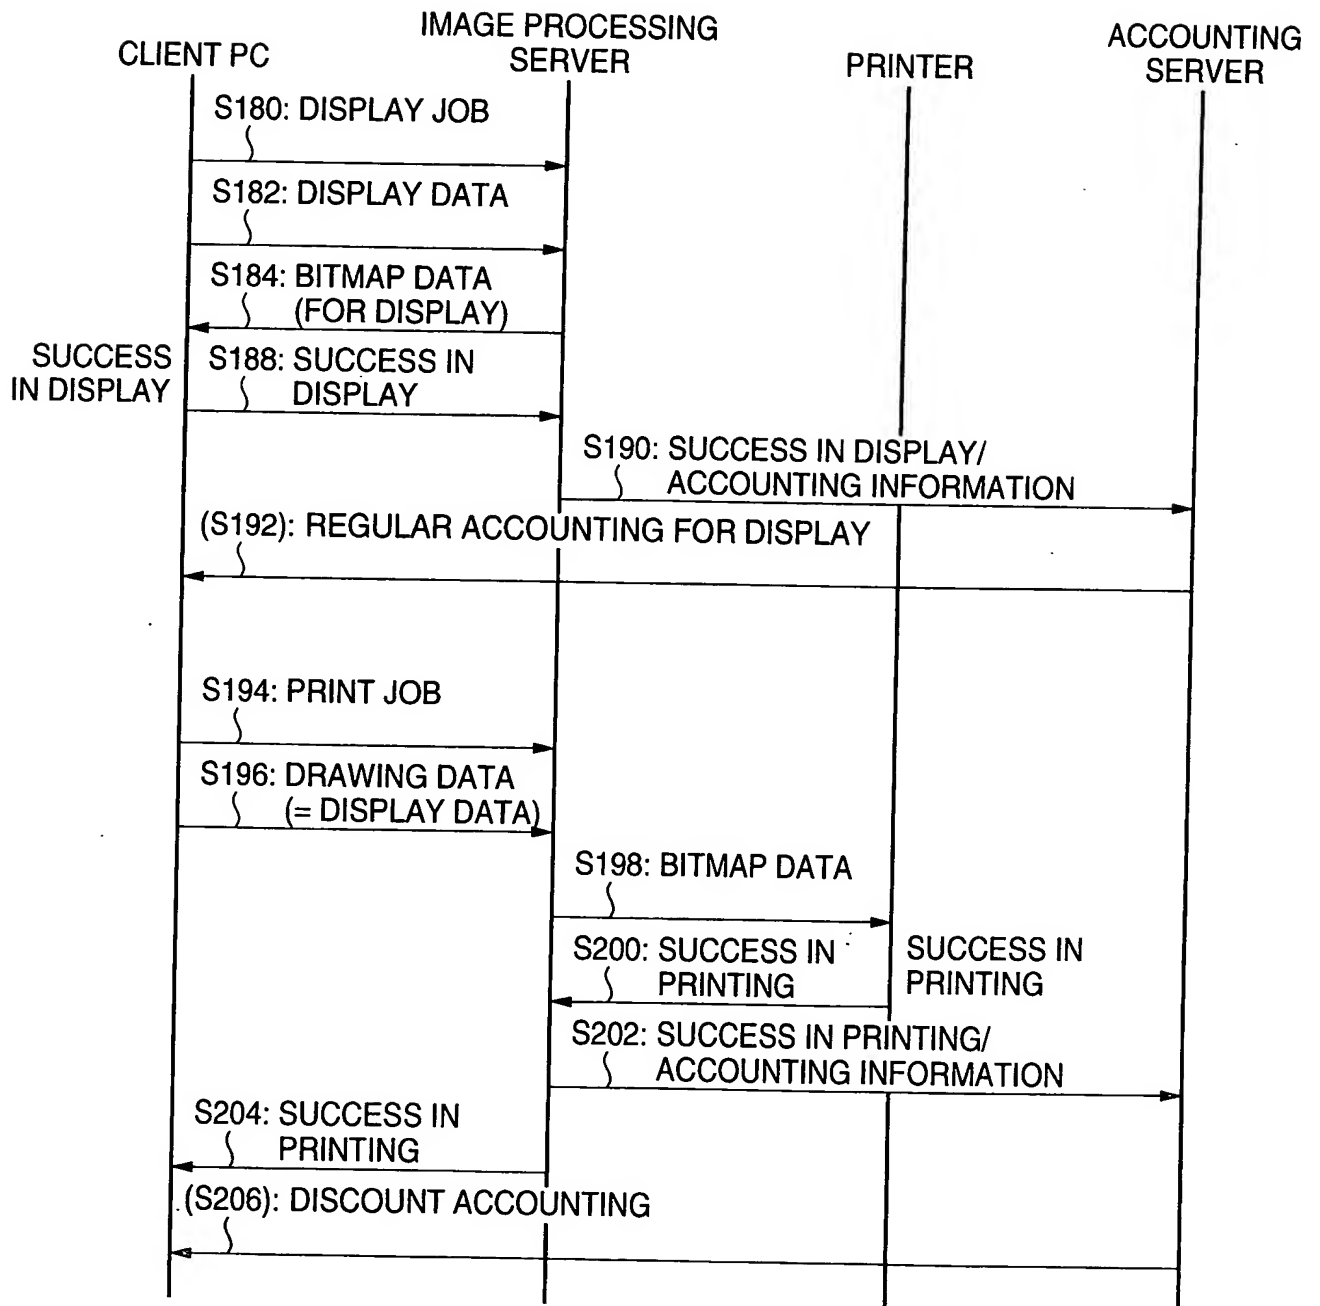 CLIENT PC
IMAGE PROCESSING
SERVER
PRINTER
ACCOUNTING
SERVER
S180: DISPLAY JOB
S182: DISPLAY DATA
S184: BITMAP DATA
(FOR DISPLAY)
SUCCESS
IN DISPLAY
S188: SUCCESS IN
DISPLAY
S190: SUCCESS IN DISPLAY/
ACCOUNTING INFORMATION
(S192): REGULAR ACCOUNTING FOR DISPLAY
S194: PRINT JOB
S196: DRAWING DATA
(= DISPLAY DATA)
S198: BITMAP DATA
S200: SUCCESS IN
PRINTING
SUCCESS IN
PRINTING
S202: SUCCESS IN PRINTING/
ACCOUNTING INFORMATION
S204: SUCCESS IN
PRINTING
(S206): DISCOUNT ACCOUNTING